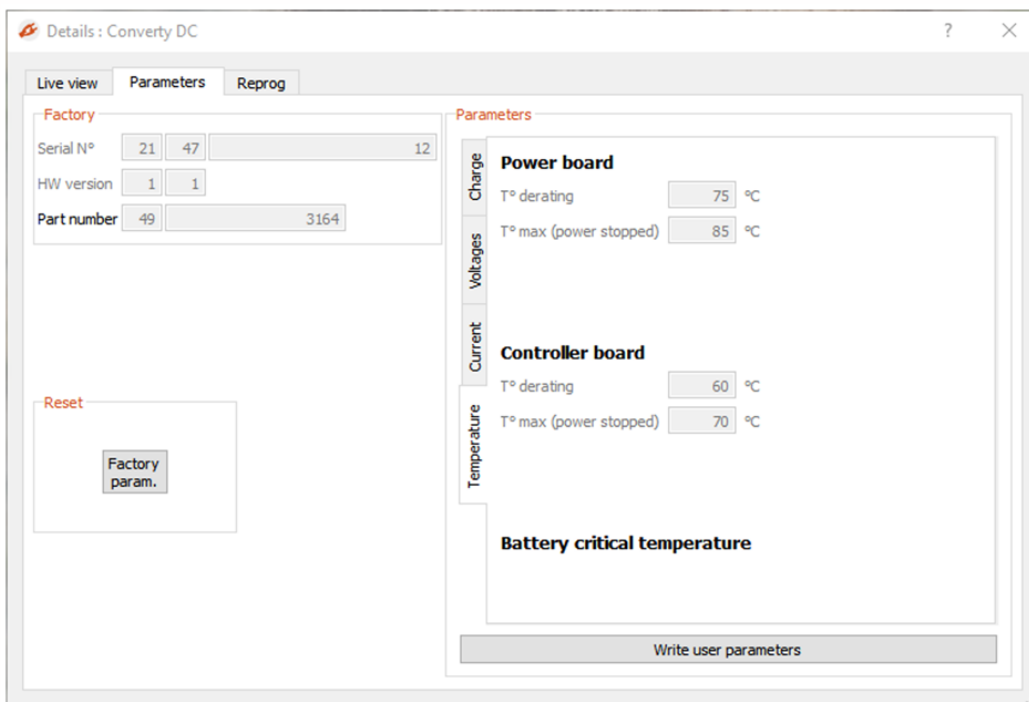 Details : Converty DC
?
Live view Parameters Reprog
Factory
Serial N° 21 47 12
HW version 1 1
Part number 49 3164
Reset
Factory
param.
Parameters
Charge
Voltages
Current
Temperature
Power board
T° derating 75 °C
T° max (power stopped) 85 °C
Controller board
T° derating 60 °C
T° max (power stopped) 70 °C
Battery critical temperature
Write user parameters